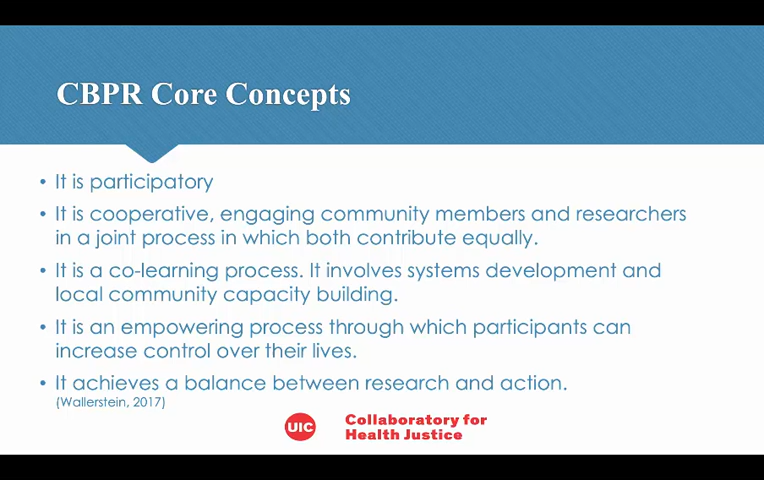 CBPR Core Concepts
• It is participatory
• It is cooperative, engaging community members and researchers
in a joint process in which both contribute equally.
• It is a co-learning process. It involves systems development and
local community capacity building.
• It is an empowering process through which participants can
increase control over their lives.
• It achieves a balance between research and action.
(Wallerstein, 2017)
UIC
Collaboratory for
Health Justice